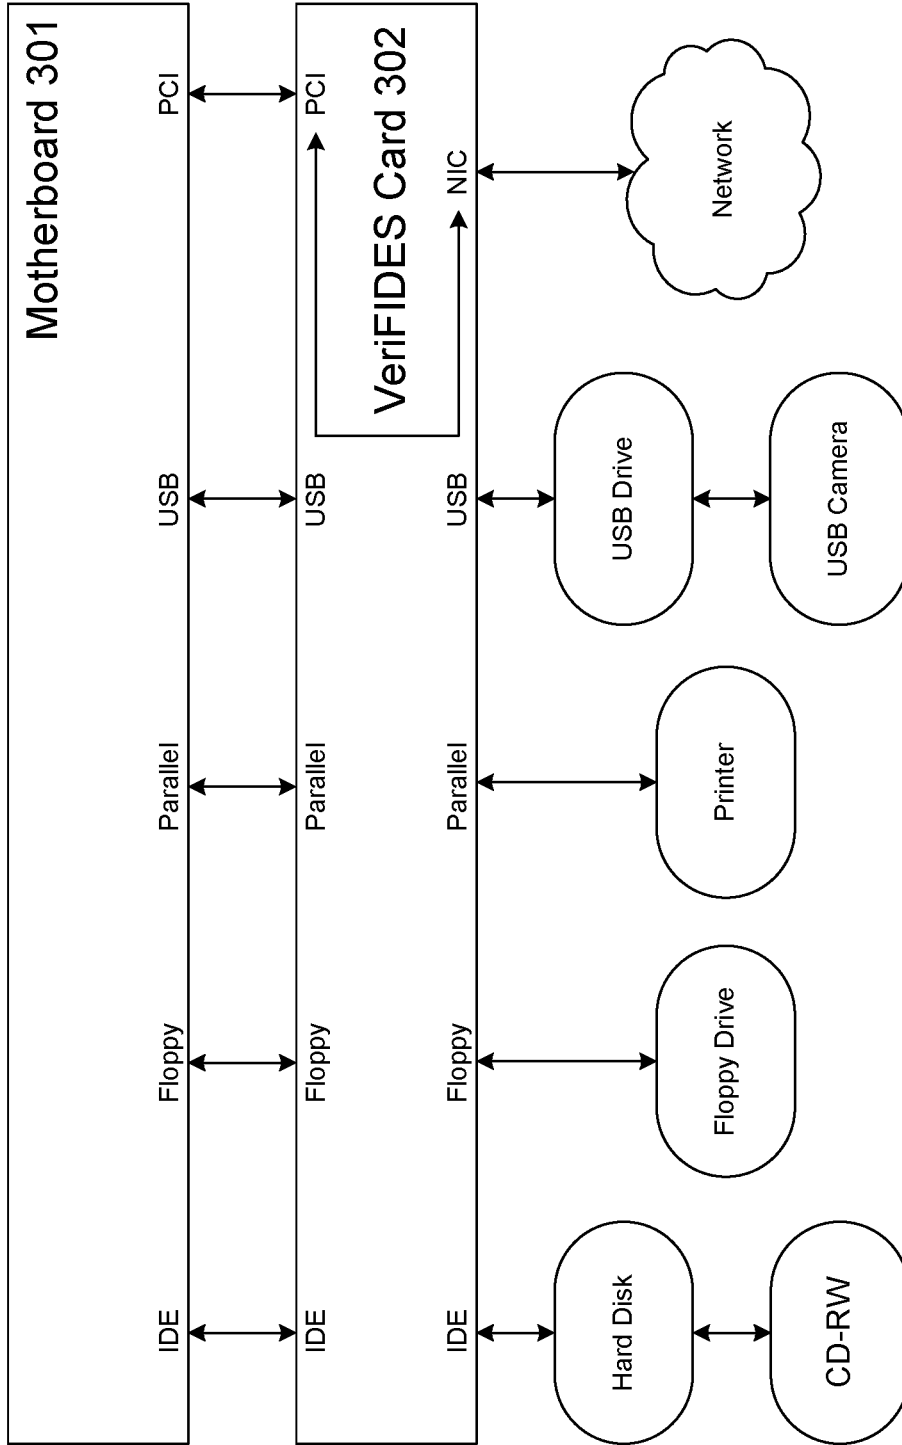 Motherboard 301
IDE
Floppy
Parallel
USB
PCI
IDE
Floppy
Parallel
USB
PCI
VeriFIDES Card 302
IDE
Floppy
Parallel
USB
NIC
Hard Disk
Floppy Drive
Printer
USB Drive
Network
CD-RW
USB Camera